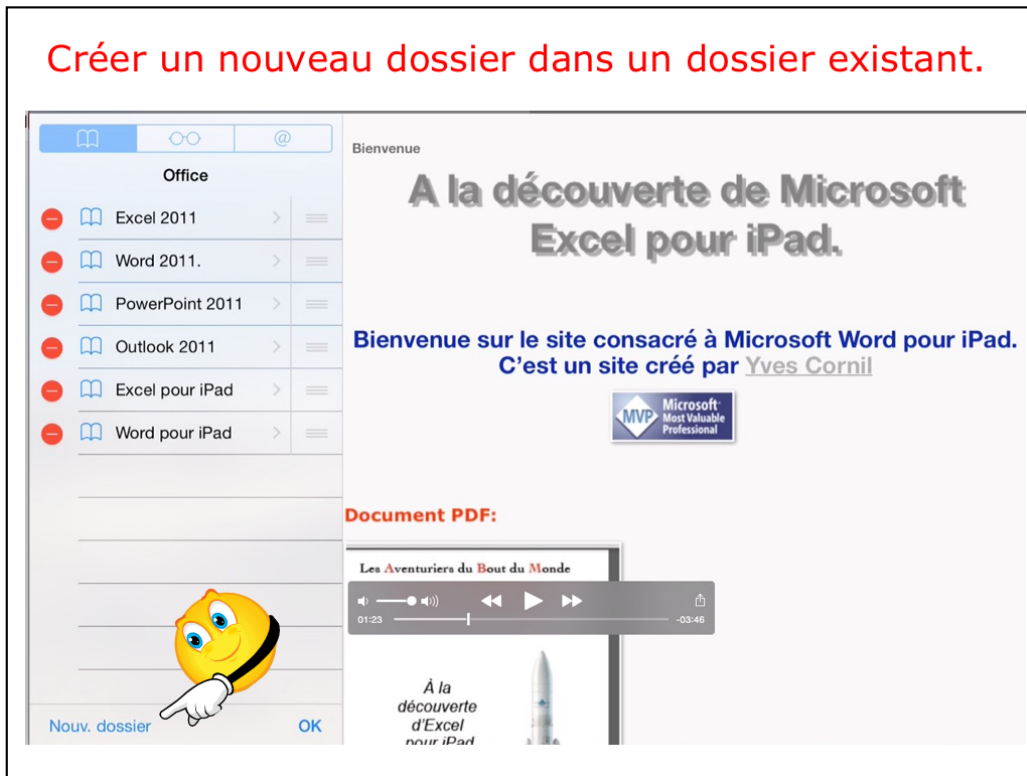 Créer un nouveau dossier dans un dossier existant.
@
Office
Excel 2011
Word 2011.
PowerPoint 2011
Outlook 2011
Excel pour iPad
Word pour iPad
Nouv. dossier
OK
Bienvenue
A la découverte de Microsoft
Excel pour iPad.
Bienvenue sur le site consacré à Microsoft Word pour iPad.
C’est un site créé par Yves Cornil
MVP
Microsoft
Most Valuable
Professional
Document PDF:
Les Aventuriers du Bout du Monde
01:23
-03:46
À la
découverte
d'Excel
pour iPad